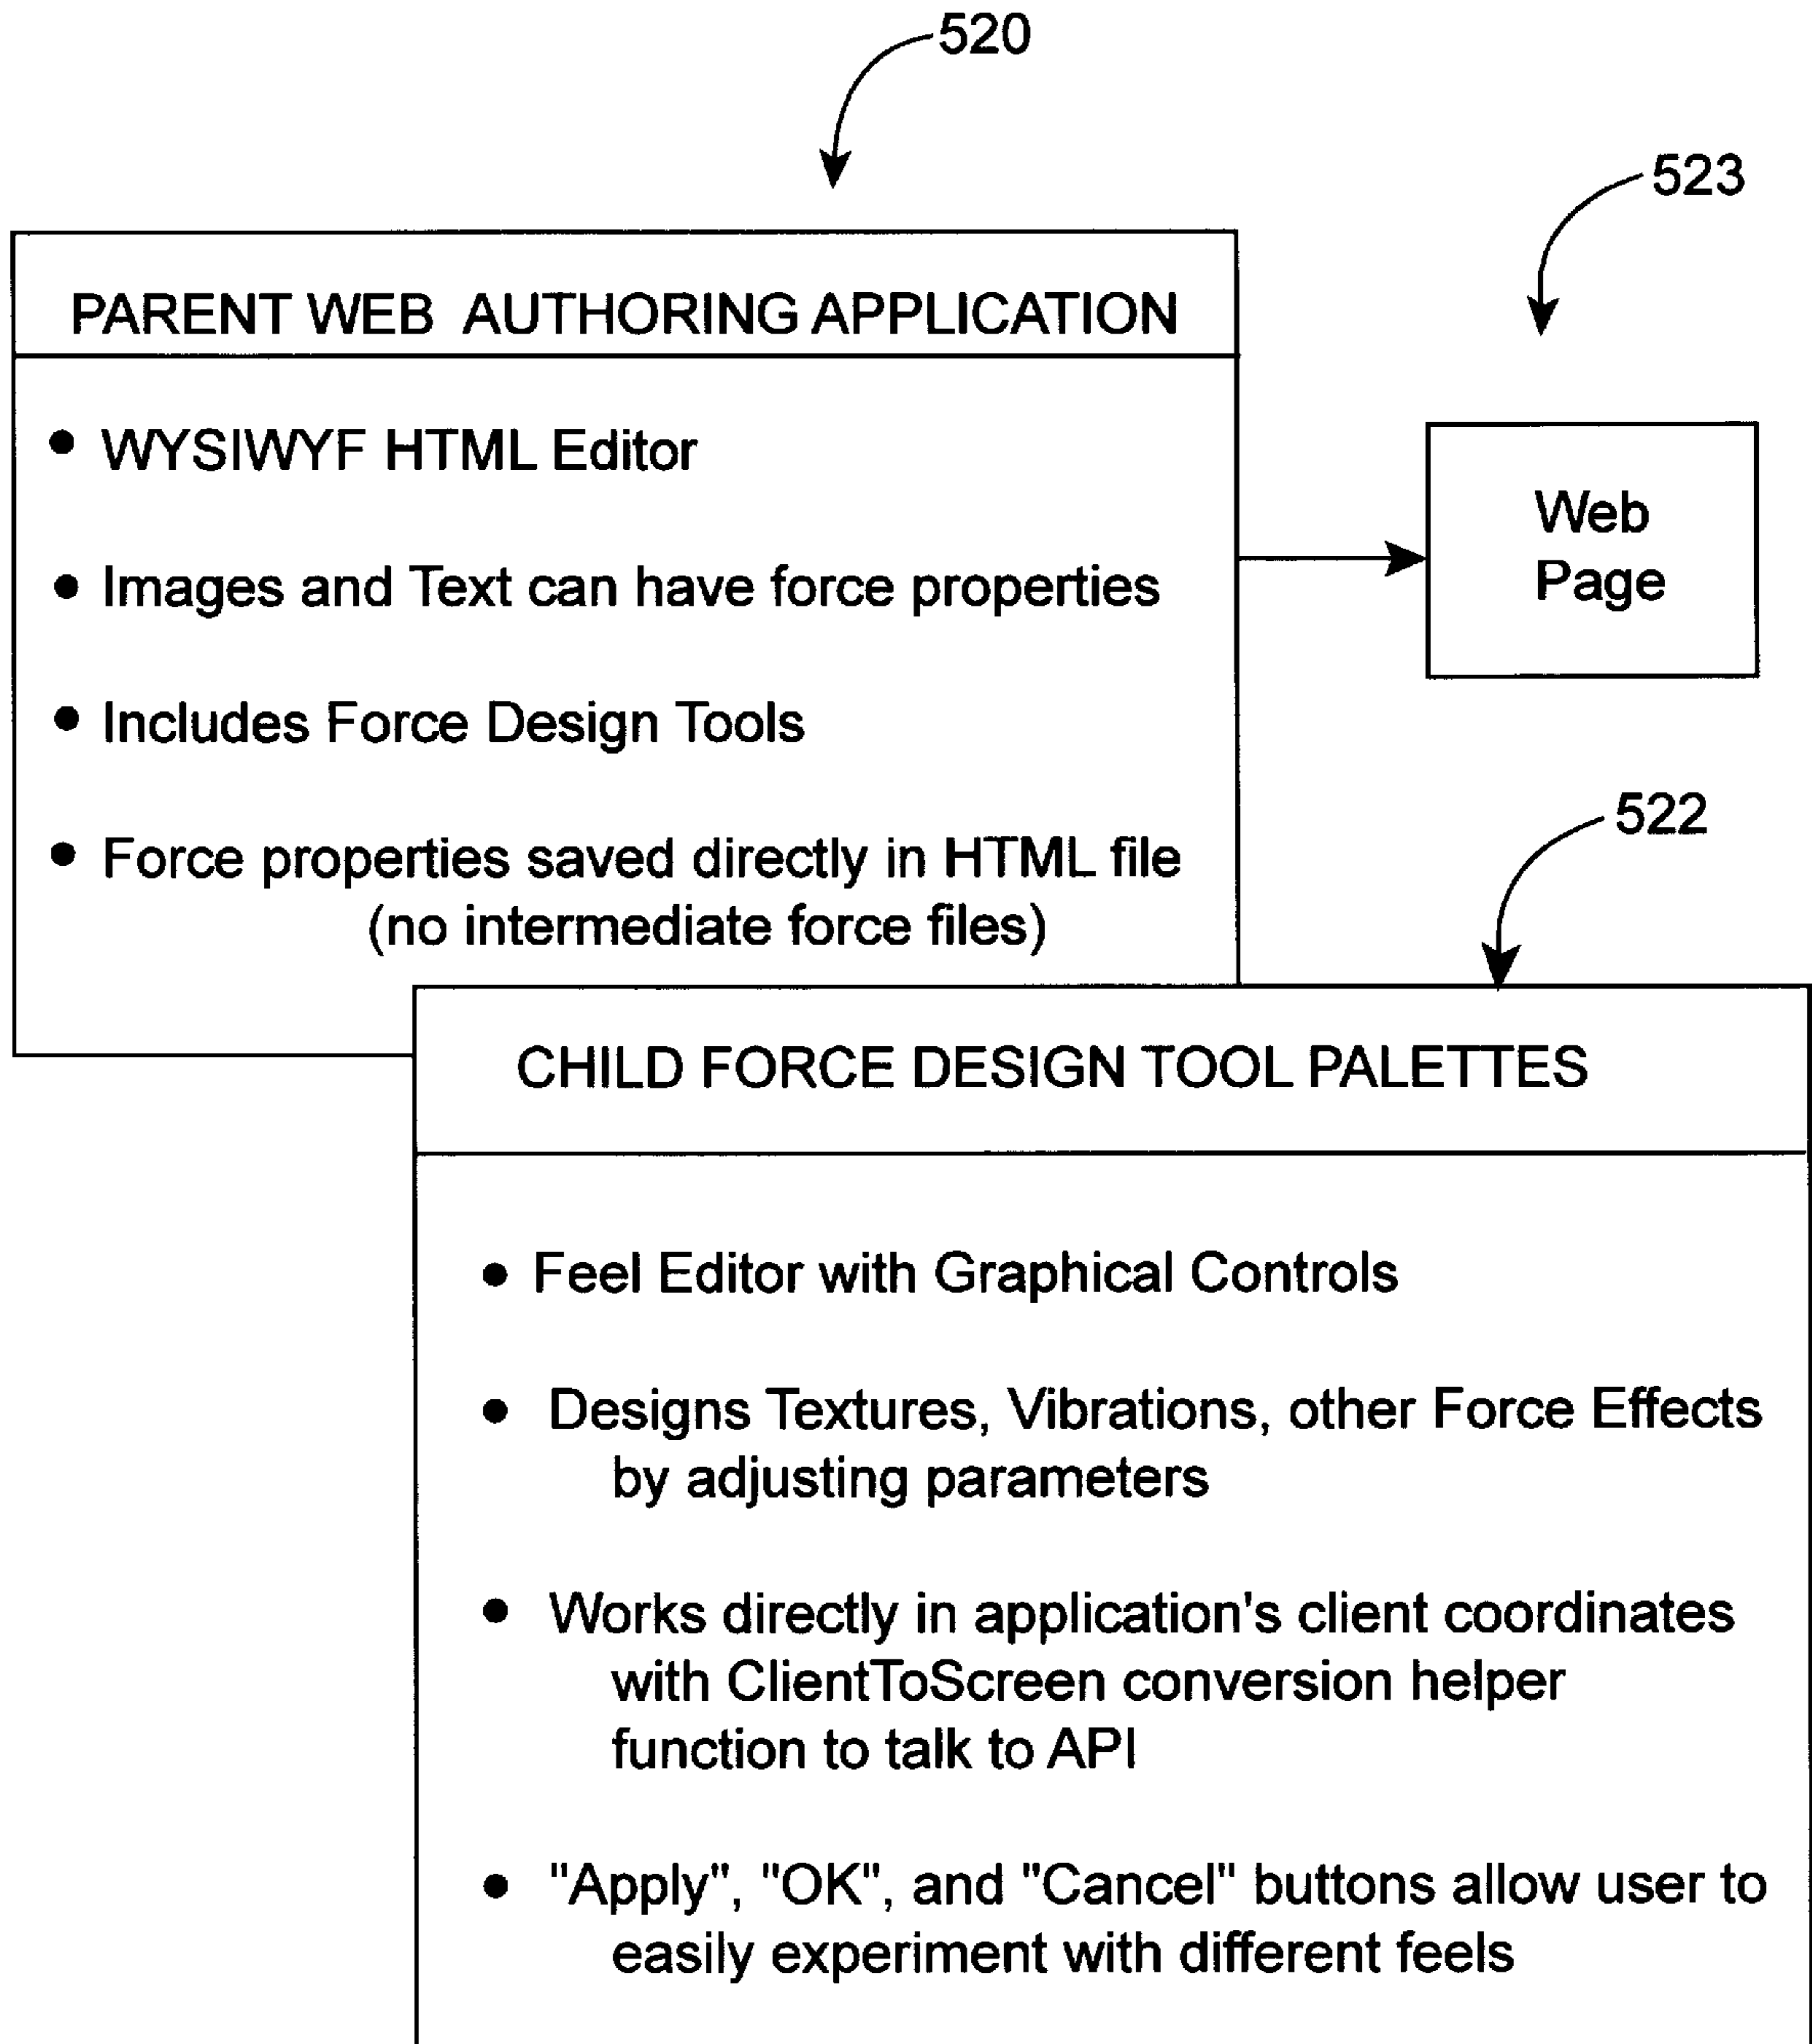 520
523
PARENT WEB AUTHORING APPLICATION
• WYSIWYF HTML Editor
• Images and Text can have force properties
• Includes Force Design Tools
• Force properties saved directly in HTML file
(no intermediate force files)
Web
Page
522
CHILD FORCE DESIGN TOOL PALETTES
• Feel Editor with Graphical Controls
• Designs Textures, Vibrations, other Force Effects
by adjusting parameters
• Works directly in application's client coordinates
with ClientToScreen conversion helper
function to talk to API
• "Apply", "OK", and "Cancel" buttons allow user to
easily experiment with different feels